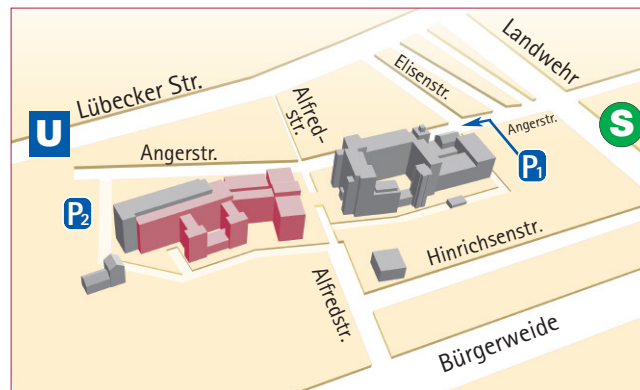 Landwehr
Elisenstr.
Lübecker Str.
Alfred-
str.
U
Angerstr.
Angerstr.
S
P1
P2
Hinrichsenstr.
Alfredstr.
Bürgerweide